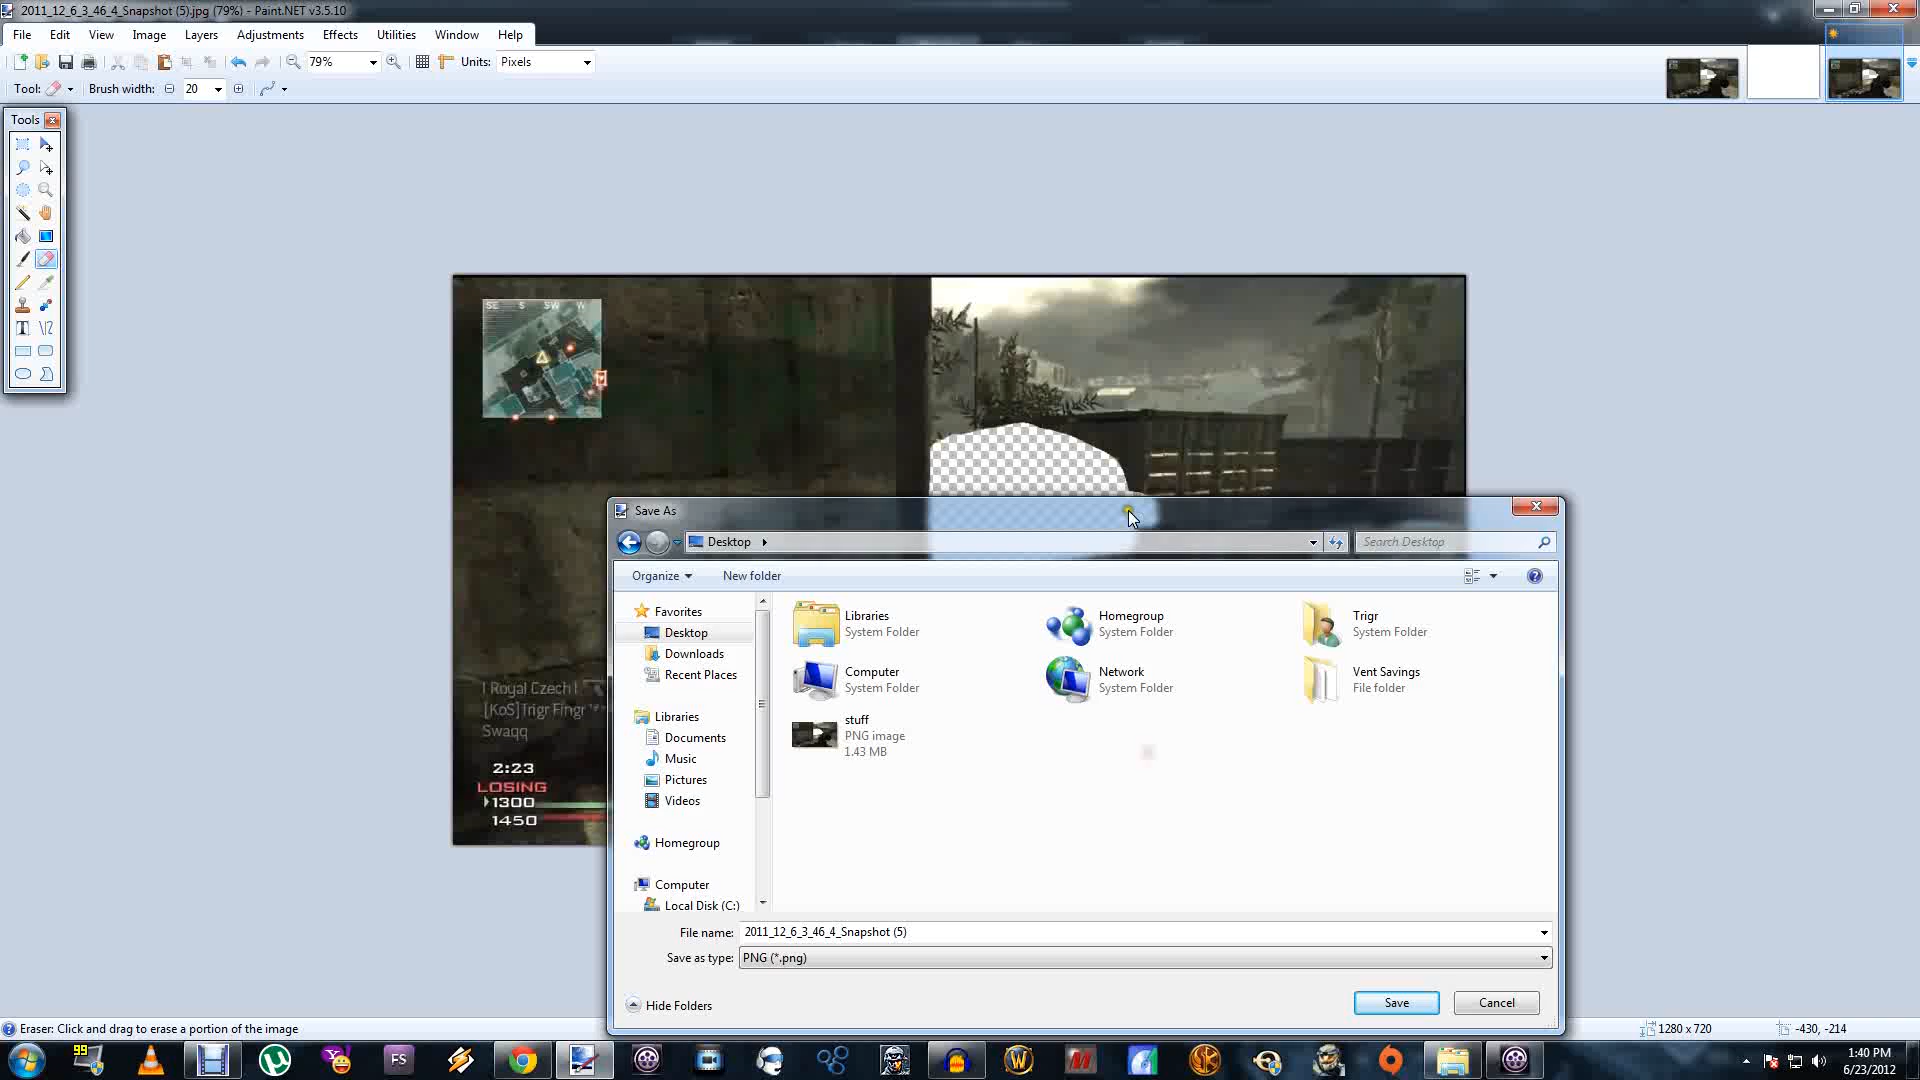 2011_12_6_3_46_4_Snapshot (5).jpg (79%) - Paint.NET v3.5.10
File Edit View Image Layers Adjustments Effects Utilities Window Help
79% Units: Pixels
Tool: Brush width: 20
Tools
SE S SW W
[KoS]Trigr Fingr
Swaqq
2:23
LOSING
1300
1450
Save As
Desktop
Search Desktop
Organize New folder
Favorites
Desktop
Downloads
Recent Places
Libraries
Documents
Music
Pictures
Videos
Homegroup
Computer
Local Disk (C:)
Libraries
System Folder
Homegroup
System Folder
Trigr
System Folder
Computer
System Folder
Network
System Folder
Vent Savings
File folder
stuff
PNG image
1.43 MB
File name: 2011_12_6_3_46_4_Snapshot (5)
Save as type: PNG (*.png)
Hide Folders
Save Cancel
Eraser: Click and drag to erase a portion of the image
1280 x 720
-430, -214
99
FS
1:40 PM
6/23/2012